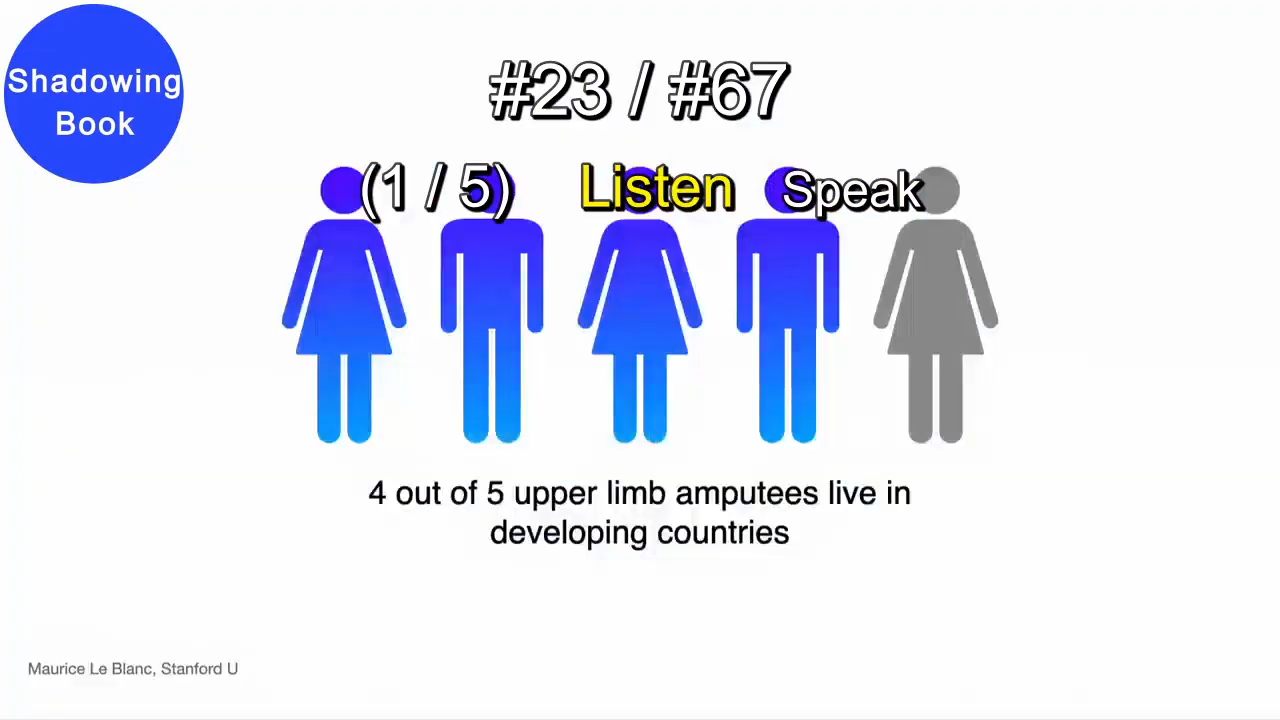 Shadowing
Book
#23 / #67
(1 / 5) Listen Speak
4 out of 5 upper limb amputees live in
developing countries
Maurice Le Blanc, Stanford U